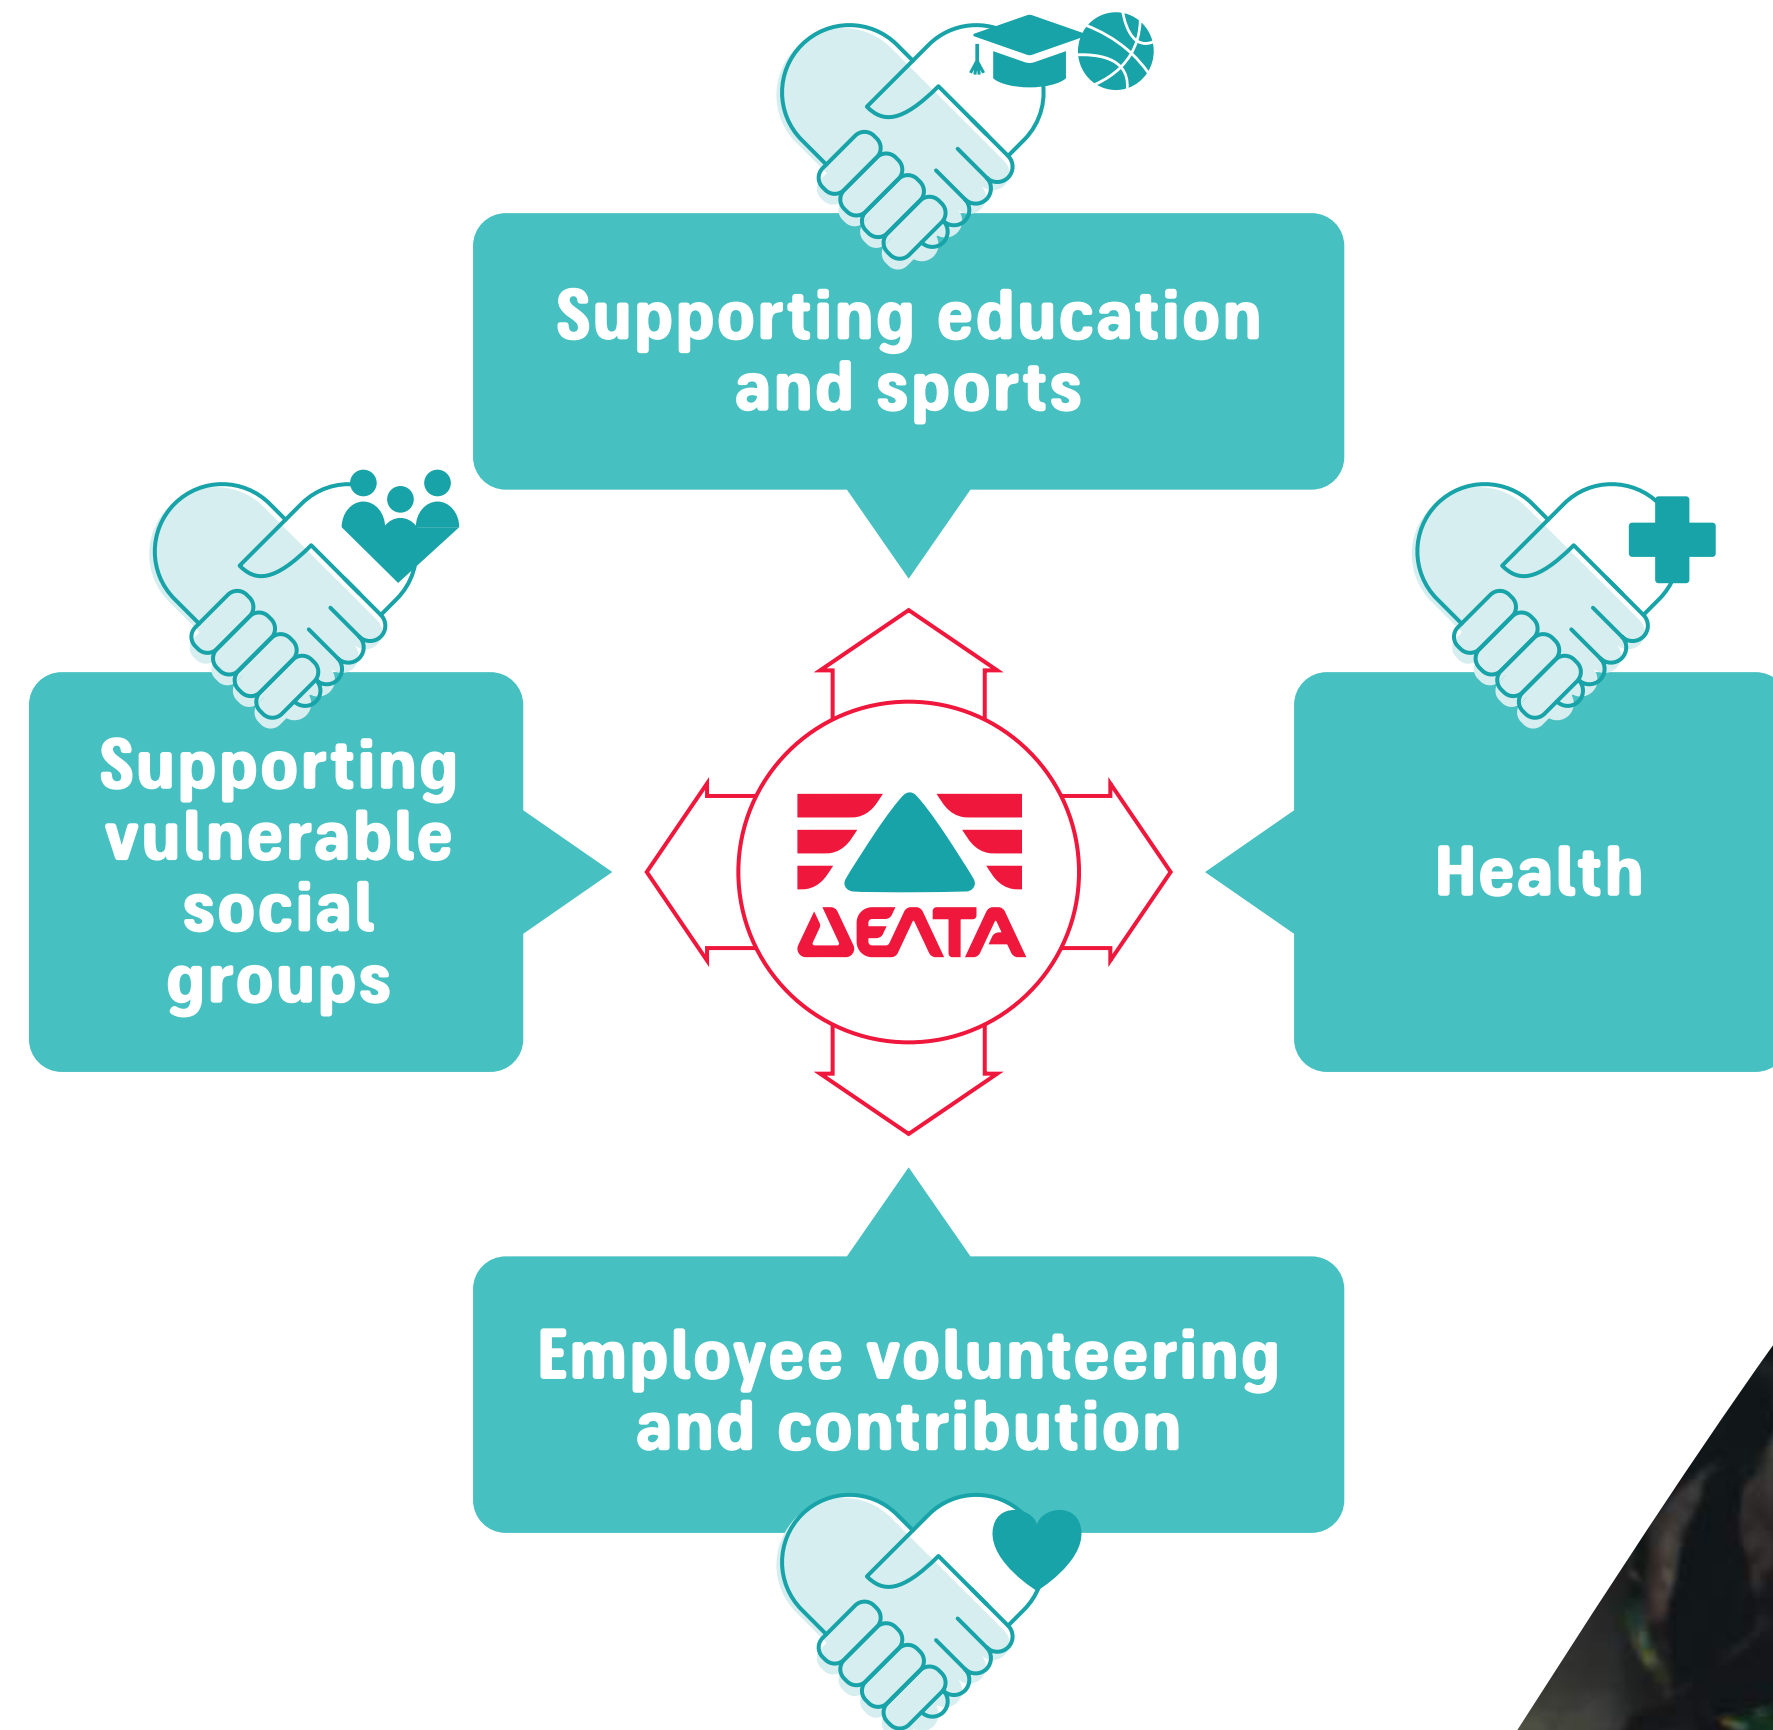 Supporting education
and sports
Supporting
vulnerable
social
groups
ΔΕΛΤΑ
Health
Employee volunteering
and contribution